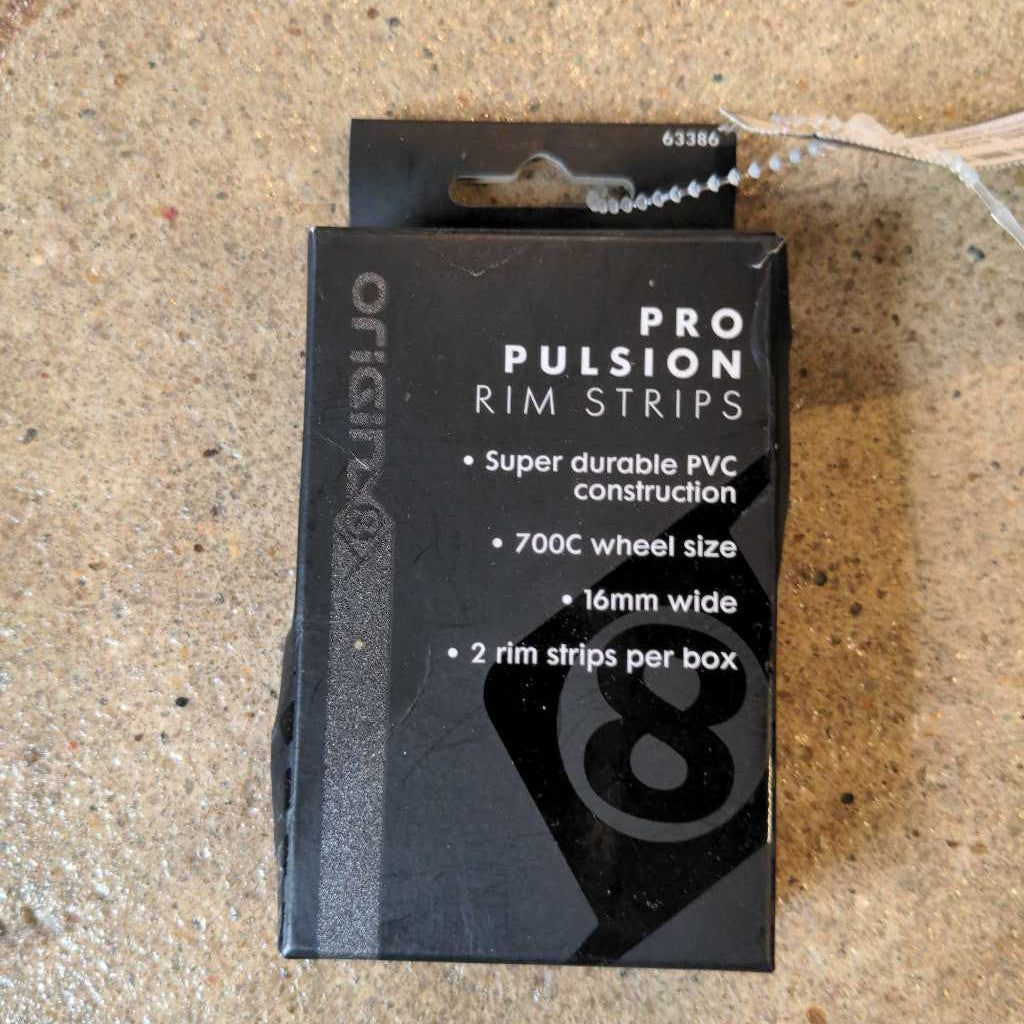 63386
PRO
PULSION
RIM STRIPS
• Super durable PVC
construction
• 700C wheel size
• 16mm wide
• 2 rim strips per box
origin8
8